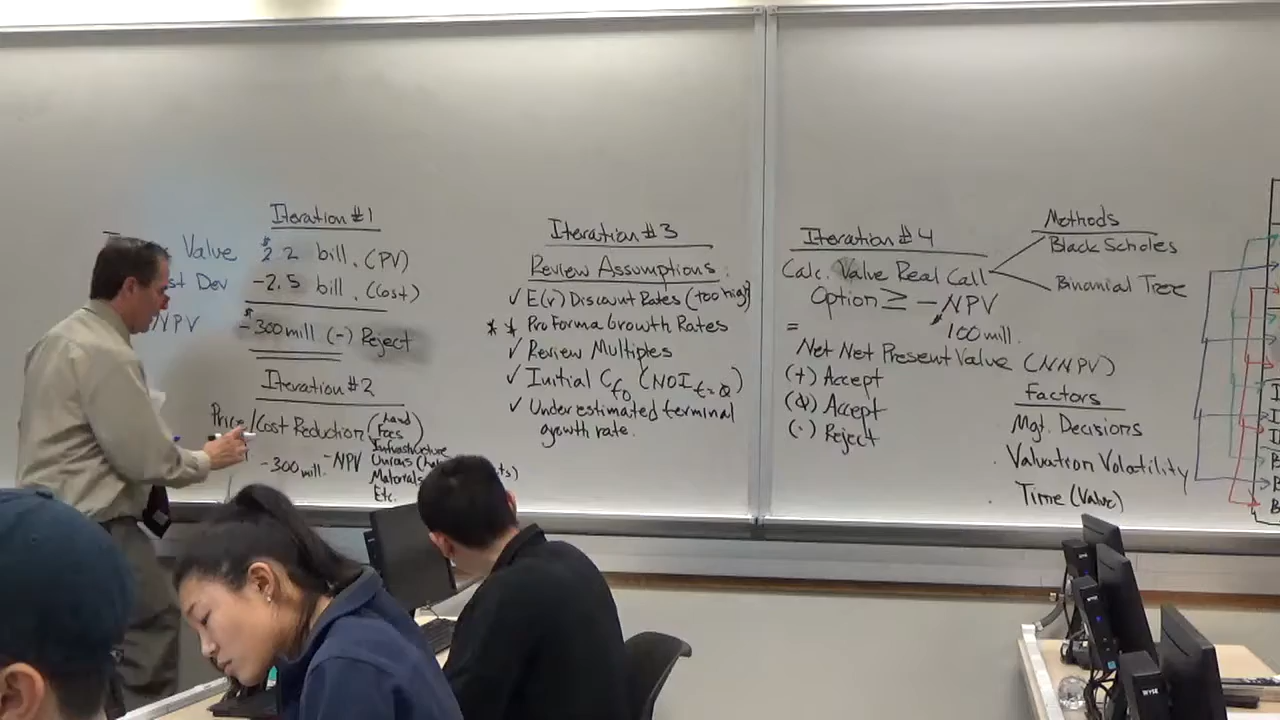 Iteration #1
Value $2.2 bill. (PV)
st Dev -2.5 bill. (Cost)
NPV -$300 mill (-) Reject
Iteration #2
Price/Cost Reduction (Land
Fees)
Infrastructure
-300 mill. -NPV Unions
Materials
Etc.
Iteration #3
Review Assumptions.
✓ E(r) Discount Rates (too high)
** Pro Forma Growth Rates
✓ Review Multiples
✓ Initial Cf0 (NOI t=0)
✓ Underestimated terminal
growth rate.
Iteration #4
Calc. Value Real Call
Option ≥ - NPV
100 mill.
=
Net Net Present Value (NNPV)
(+) Accept
(0) Accept
(-) Reject
Methods
Black Scholes
Binomial Tree
Factors
Mgt. Decisions
. Valuation Volatility
. Time (Value)
WYSE